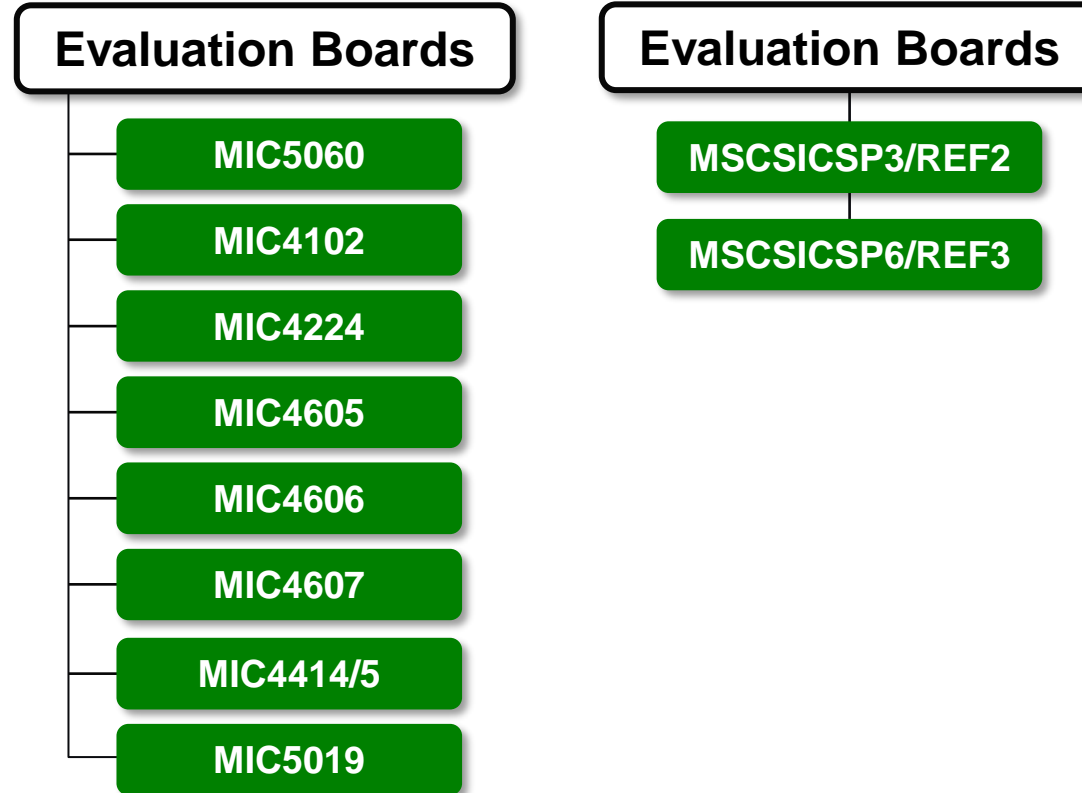 Evaluation Boards
MIC5060
MIC4102
MIC4224
MIC4605
MIC4606
MIC4607
MIC4414/5
MIC5019
Evaluation Boards
MSCSICSP3/REF2
MSCSICSP6/REF3